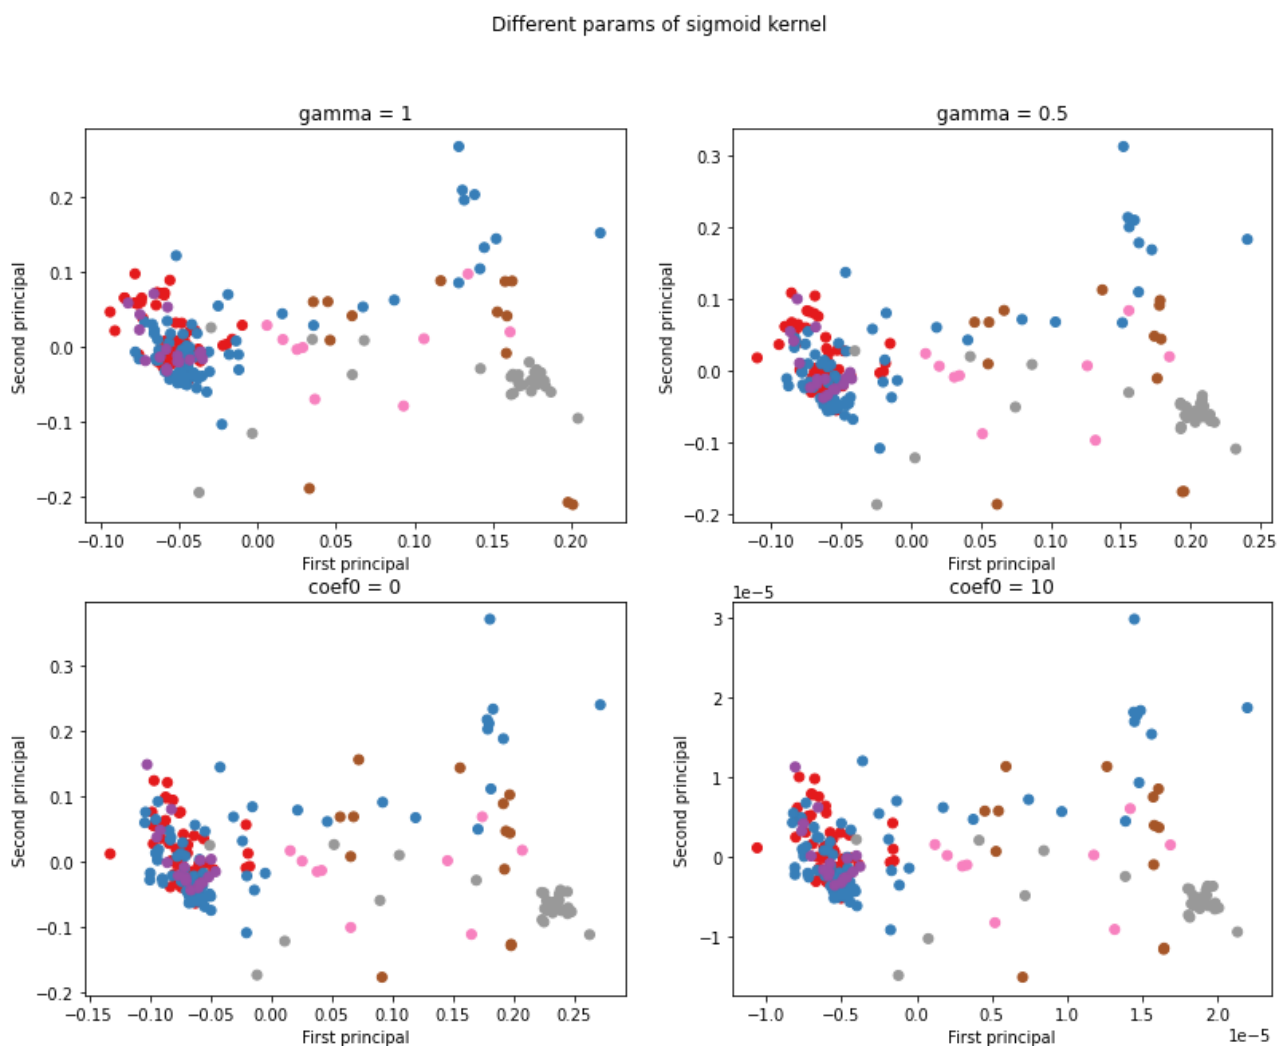 Different params of sigmoid kernel
gamma = 1
Second principal
0.2
0.1
0.0
−0.1
−0.2
−0.10 −0.05 0.00 0.05 0.10 0.15 0.20
First principal
gamma = 0.5
Second principal
0.3
0.2
0.1
0.0
−0.1
−0.2
−0.10 −0.05 0.00 0.05 0.10 0.15 0.20 0.25
First principal
coef0 = 0
Second principal
0.3
0.2
0.1
0.0
−0.1
−0.2
−0.15 −0.10 −0.05 0.00 0.05 0.10 0.15 0.20 0.25
First principal
coef0 = 10
1e−5
Second principal
3
2
1
0
−1
−1.0 −0.5 0.0 0.5 1.0 1.5 2.0
1e−5
First principal